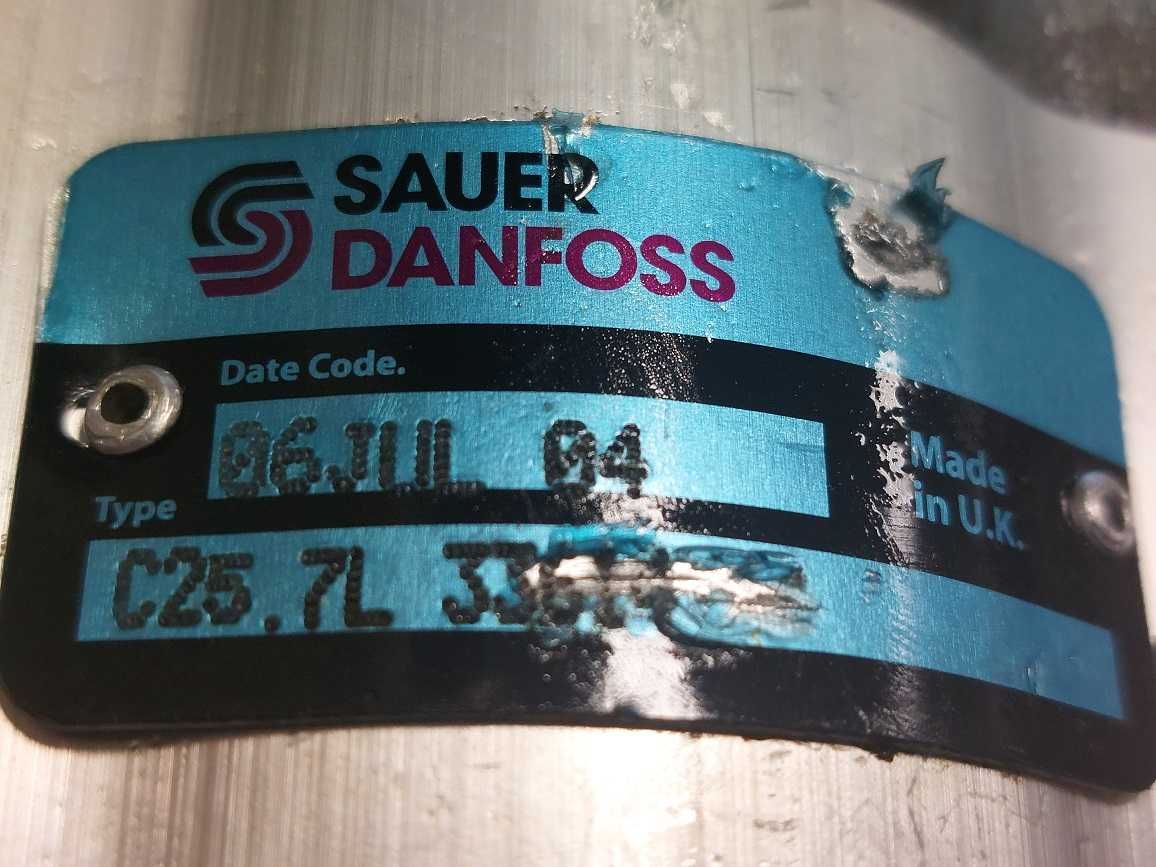 SAUER
DANFOSS
Date Code.
06JUL 04
Made
in U.K.
Type
C25.7L